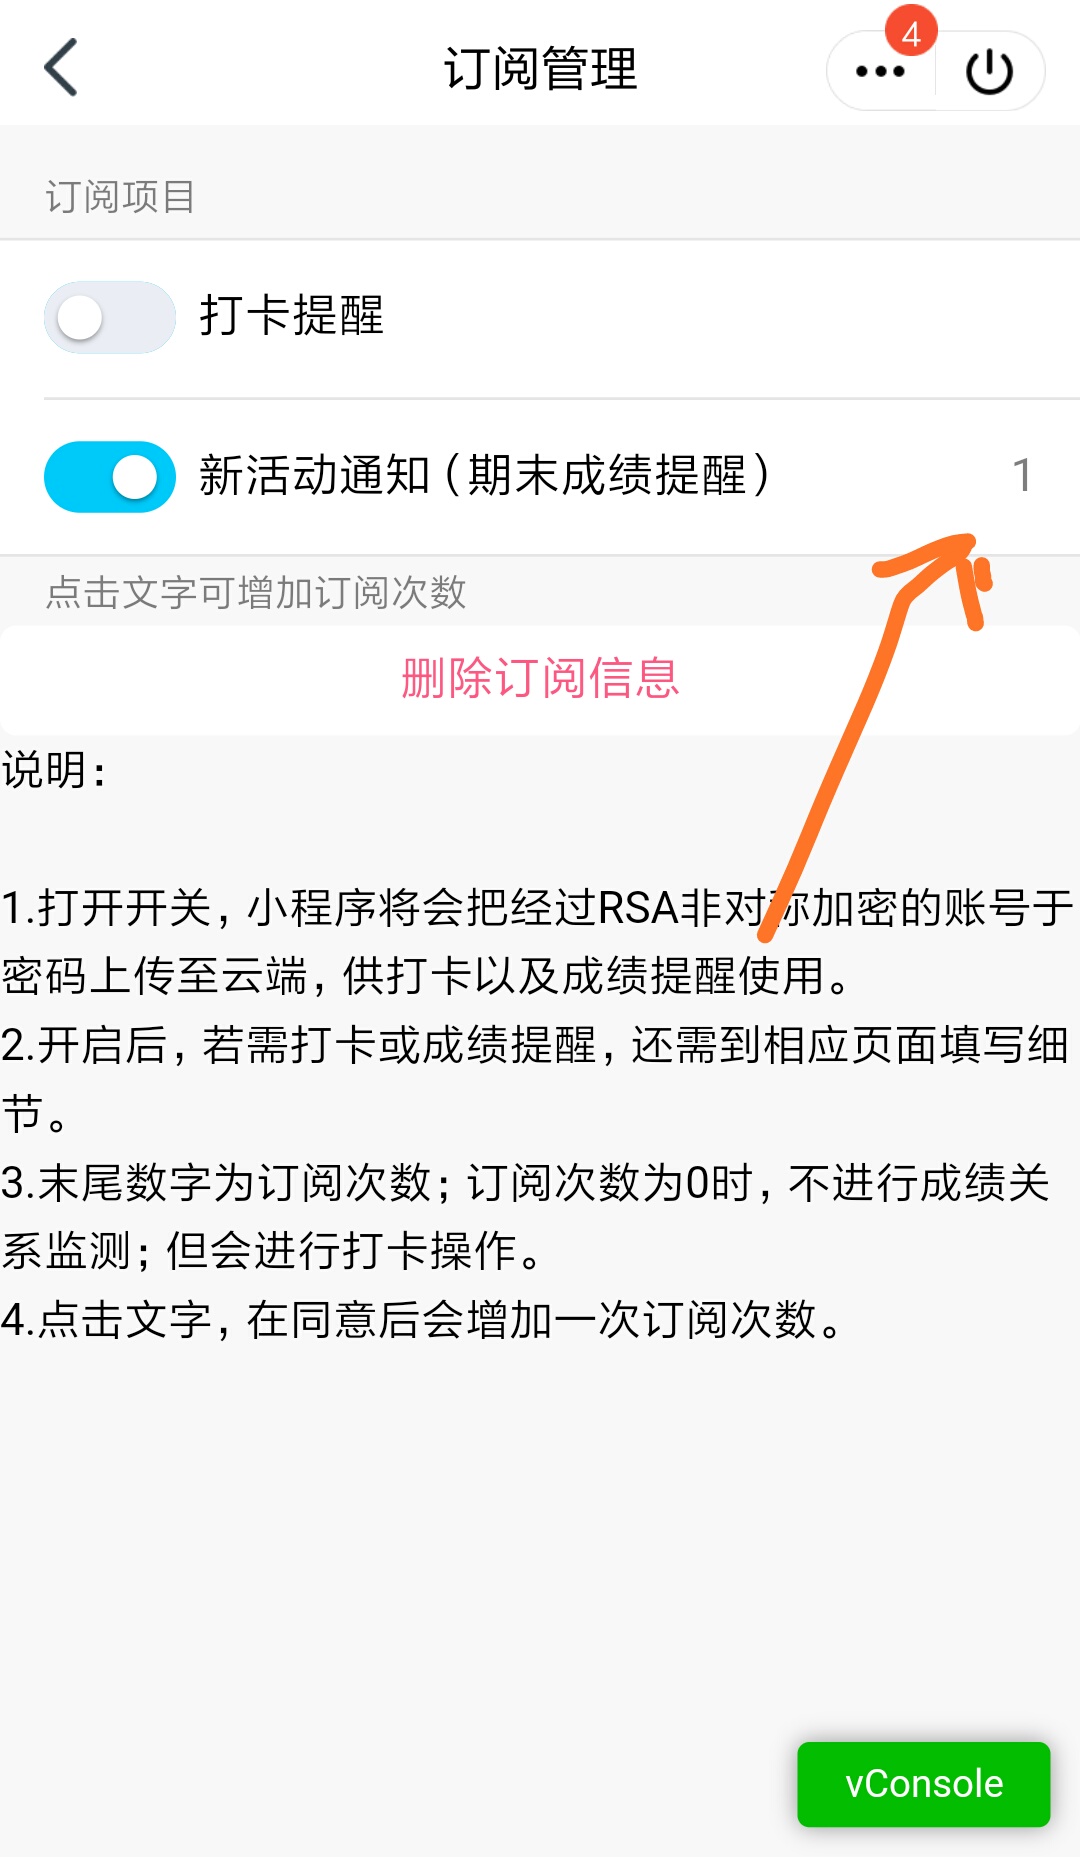 订阅管理
4
订阅项目
打卡提醒
新活动通知（期末成绩提醒） 1
点击文字可增加订阅次数
删除订阅信息
说明：
1.打开开关，小程序将会把经过RSA非对称加密的账号于
密码上传至云端，供打卡以及成绩提醒使用。
2.开启后，若需打卡或成绩提醒，还需到相应页面填写细
节。
3.末尾数字为订阅次数；订阅次数为0时，不进行成绩关
系监测；但会进行打卡操作。
4.点击文字，在同意后会增加一次订阅次数。
vConsole